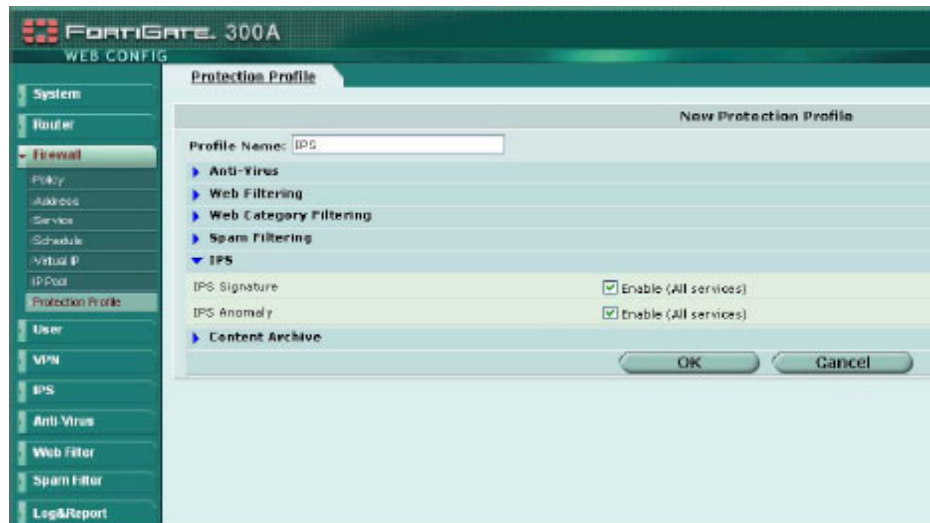 FORTIGATE 300A
WEB CONFIG
Protection Profile
System
Router
Firewall
Policy
Address
Service
Schedule
Virtual IP
IP Pool
Protection Profile
User
VPN
IPS
Anti-Virus
Web Filter
Spam Filter
Log&Report
New Protection Profile
Profile Name: IPS
Anti-Virus
Web Filtering
Web Category Filtering
Spam Filtering
IPS
IPS Signature Enable (All services)
IPS Anomaly Enable (All services)
Content Archive
OK Cancel